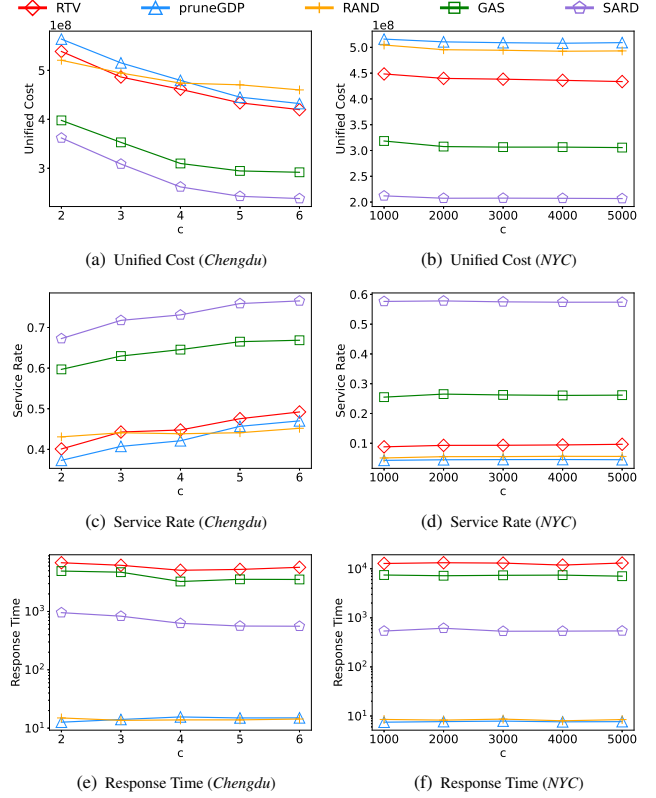 RTV pruneGDP RAND GAS SARD
1e8
5
4
3
Unified Cost
2 3 4 5 6
c
(a) Unified Cost (Chengdu)
1e8
5.0
4.5
4.0
3.5
3.0
2.5
2.0
Unified Cost
1000 2000 3000 4000 5000
c
(b) Unified Cost (NYC)
0.7
0.6
0.5
0.4
Service Rate
2 3 4 5 6
c
(c) Service Rate (Chengdu)
0.6
0.5
0.4
0.3
0.2
0.1
Service Rate
1000 2000 3000 4000 5000
c
(d) Service Rate (NYC)
10³
10²
10¹
Response Time
2 3 4 5 6
c
(e) Response Time (Chengdu)
10⁴
10³
10²
10¹
Response Time
1000 2000 3000 4000 5000
c
(f) Response Time (NYC)